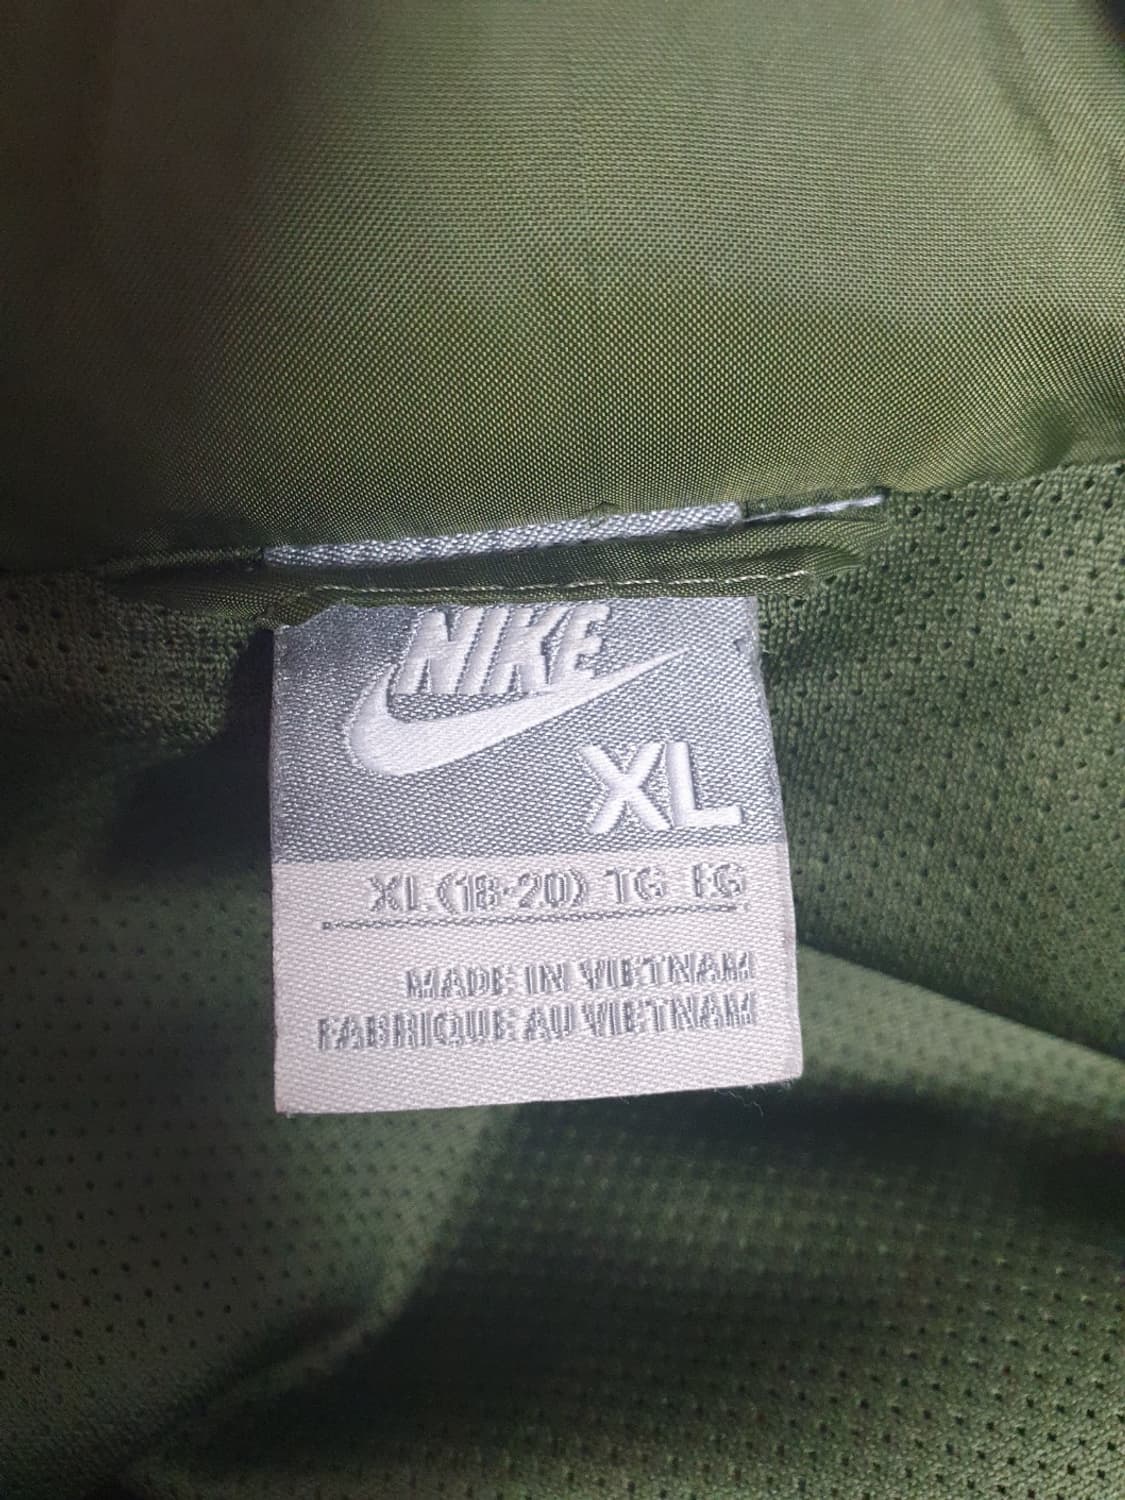 NIKE
XL
XL(18-20) TG EG
MADE IN VIETNAM
FABRIQUE AU VIETNAM